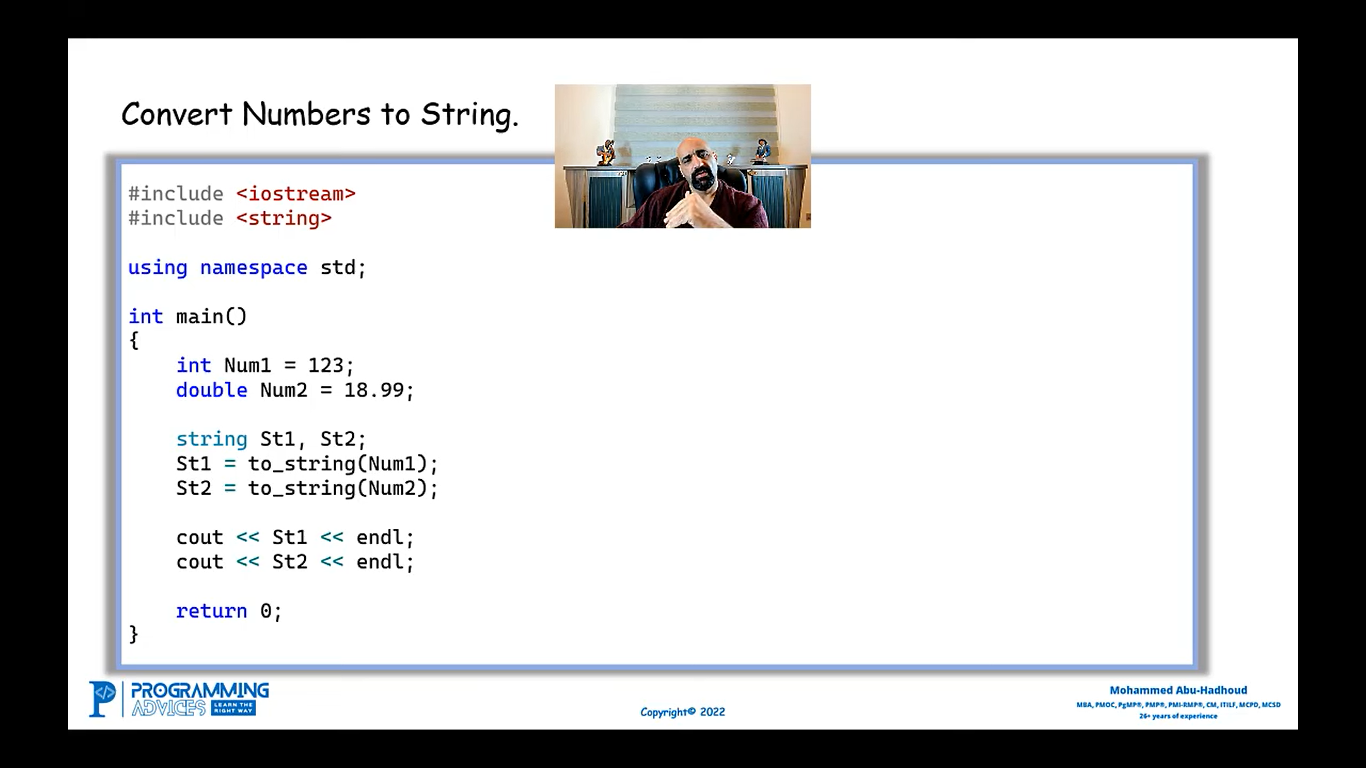 Convert Numbers to String.
#include <iostream>
#include <string>
using namespace std;
int main()
{
    int Num1 = 123;
    double Num2 = 18.99;
    string St1, St2;
    St1 = to_string(Num1);
    St2 = to_string(Num2);
    cout << St1 << endl;
    cout << St2 << endl;
    return 0;
}
PROGRAMMING
ADVICES
LEARN THE
RIGHT WAY
Copyright© 2022
Mohammed Abu-Hadhoud
MBA, PMOC, PgMP®, PMP®, PMI-RMP®, CM, ITILF, MCPD, MCSD
26+ years of experience